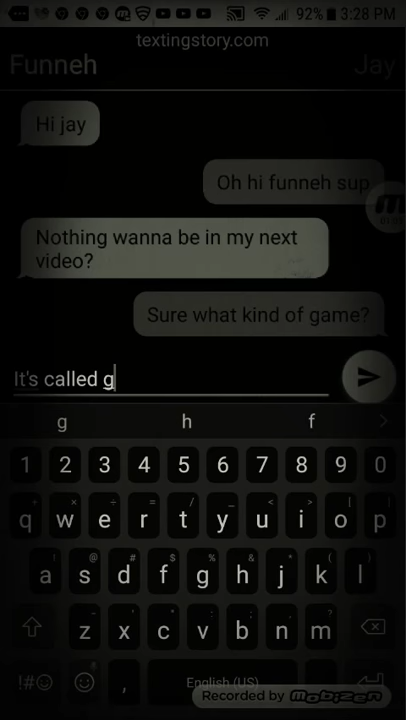 92% 3:28 PM
textingstory.com
Funneh Jay
Hi jay
Oh hi funneh sup
Nothing wanna be in my next
video?
Sure what kind of game?
It's called g
g h f >
1 2 3 4 5 6 7 8 9 0
q w e r t y u i o p
a s d f g h j k l
z x c v b n m
!#☺ , English (US)
Recorded by Mobizen